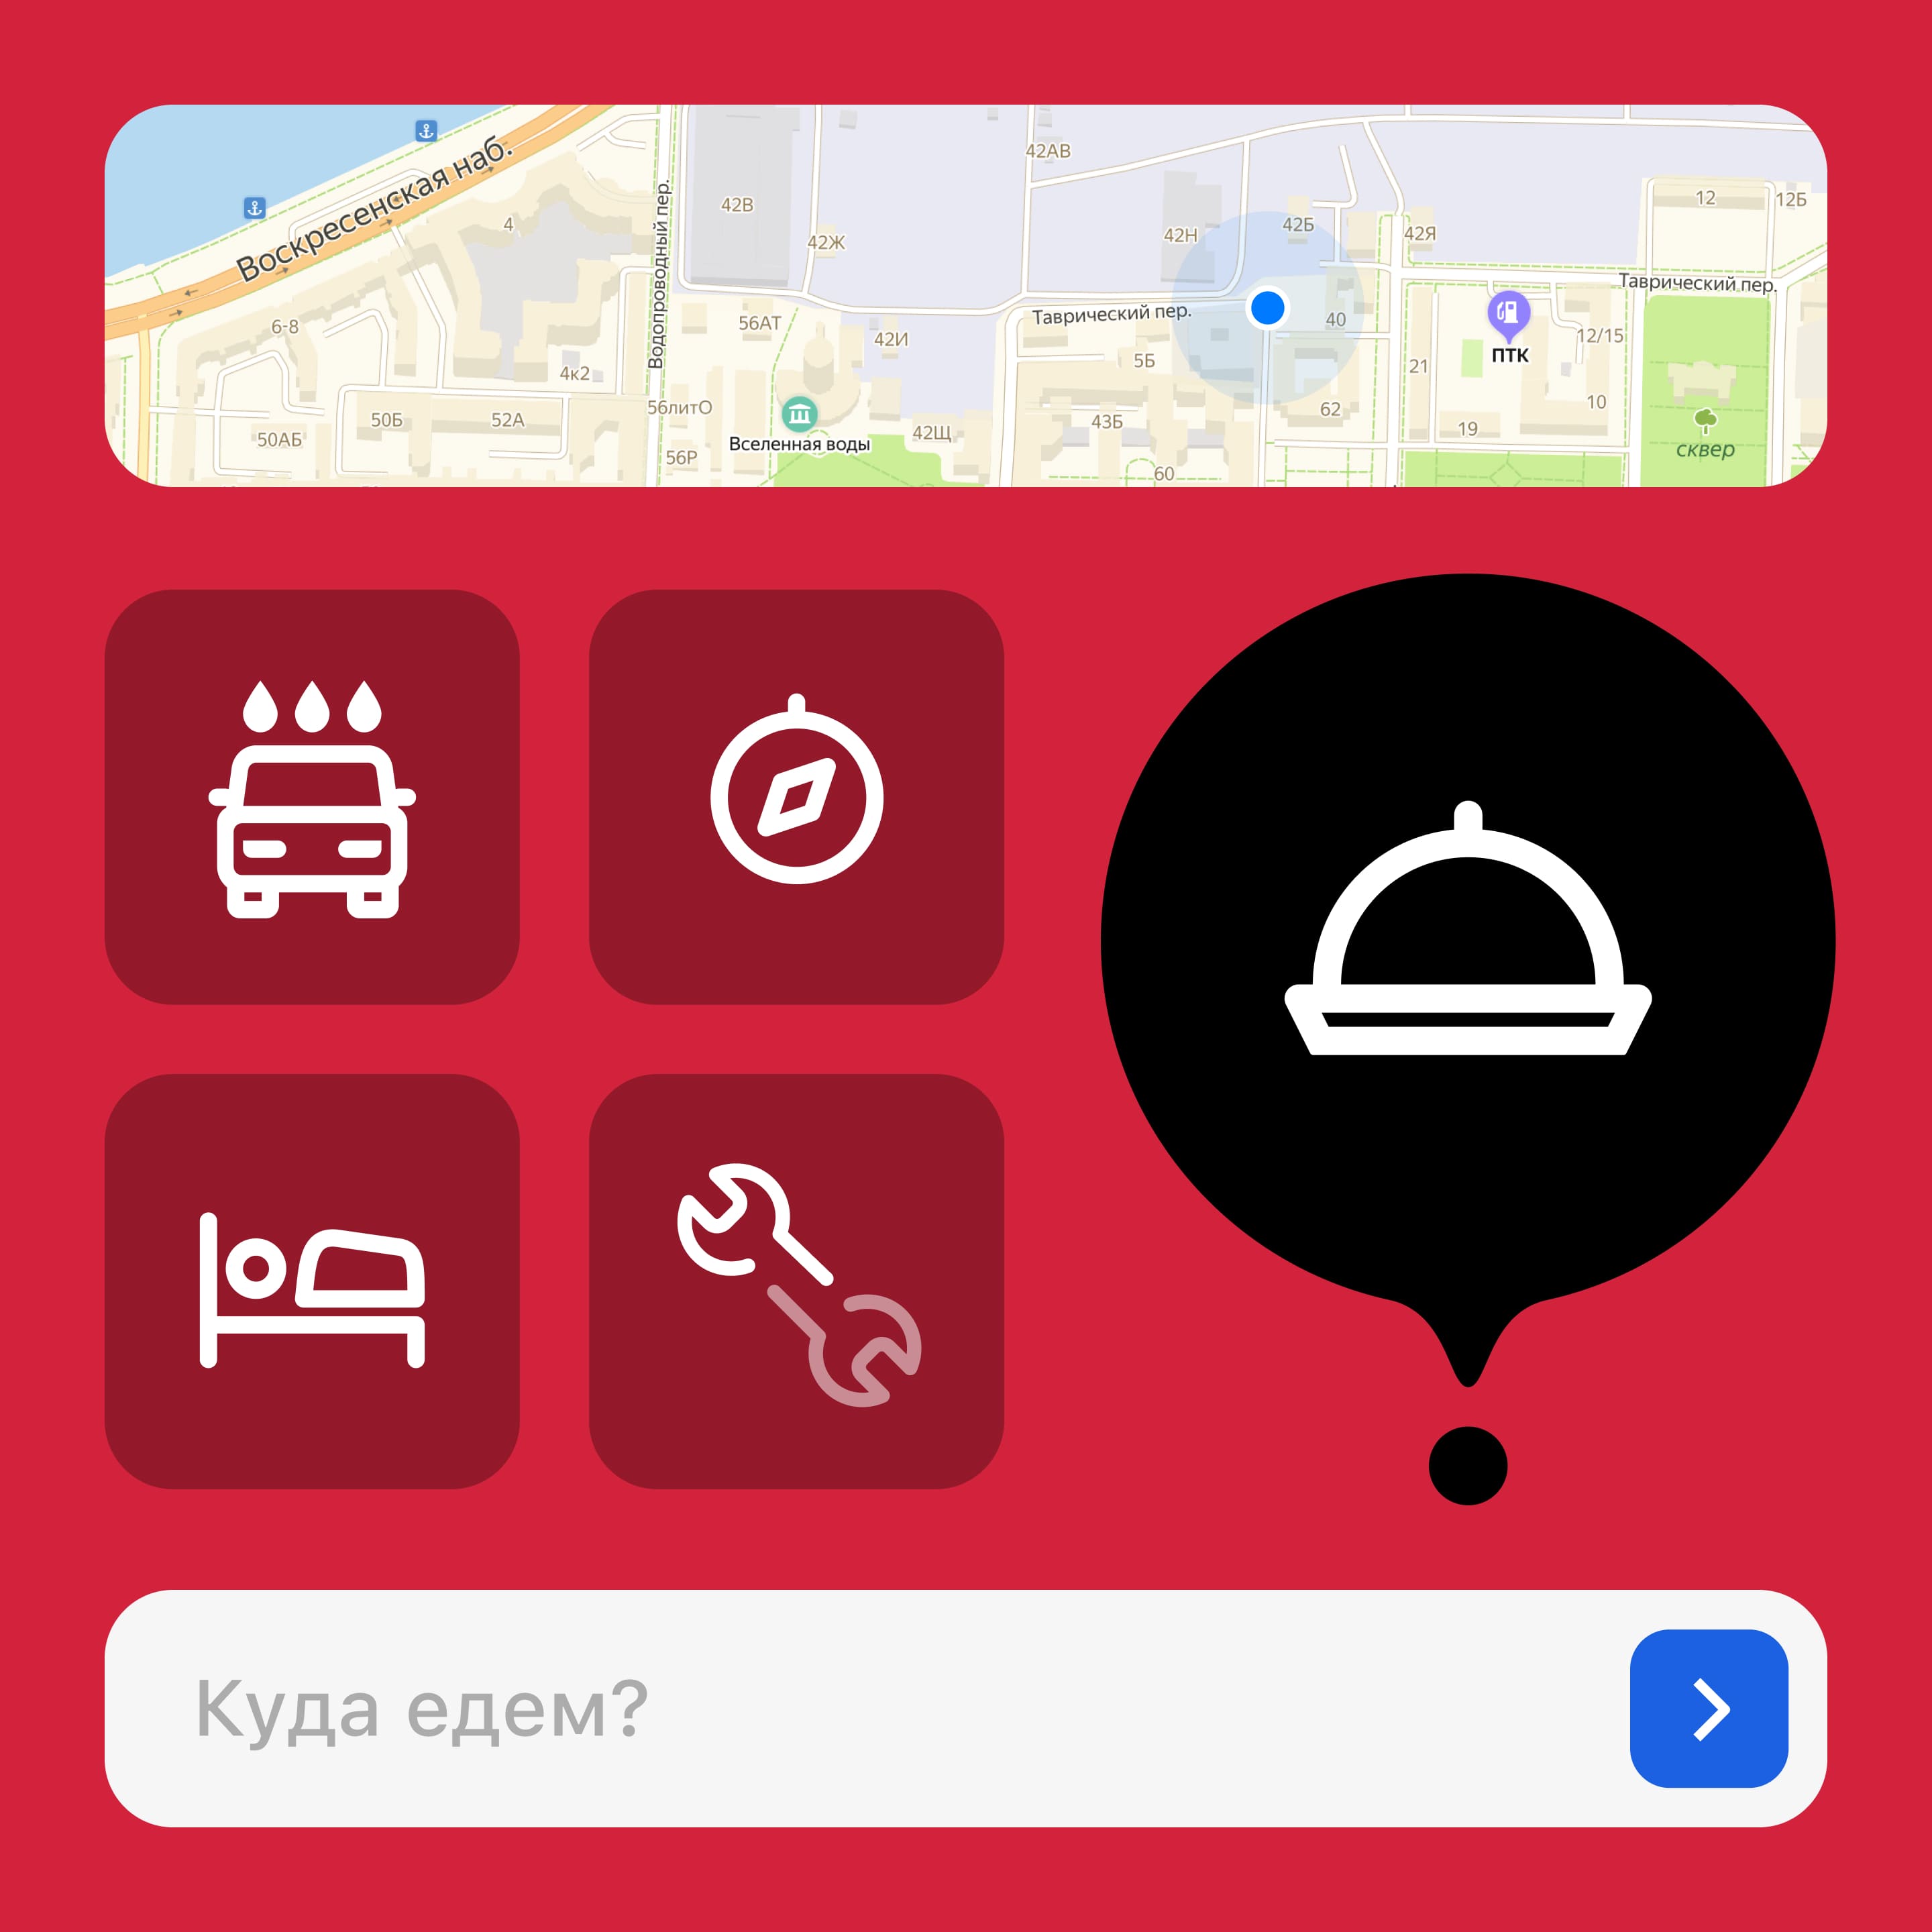 Воскресенская наб.
Водопроводный пер.
42В
42Ж
42АВ
42Н
42Б
42Я
12
12Б
Таврический пер.
4
6-8
56АТ
42И
Таврический пер.
40
ПТК
12/15
5Б
21
4к2
50Б
52А
56литО
50АБ
56Р
Вселенная воды
42Щ
43Б
62
10
19
60
сквер
Куда едем?